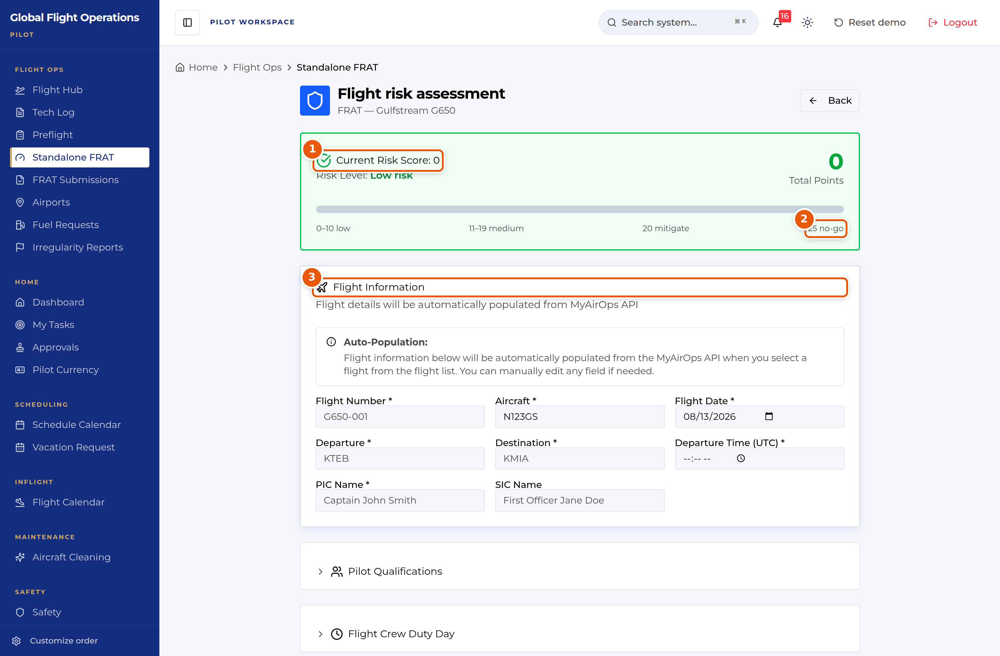 Global Flight Operations
PILOT
FLIGHT OPS
Flight Hub
Tech Log
Preflight
Standalone FRAT
FRAT Submissions
Airports
Fuel Requests
Irregularity Reports
HOME
Dashboard
My Tasks
Approvals
Pilot Currency
SCHEDULING
Schedule Calendar
Vacation Request
INFLIGHT
Flight Calendar
MAINTENANCE
Aircraft Cleaning
SAFETY
Safety
Customize order
PILOT WORKSPACE
Search system...
⌘ K
16
Reset demo
Logout
Home > Flight Ops > Standalone FRAT
Flight risk assessment
FRAT — Gulfstream G650
Back
1
Current Risk Score: 0
Risk Level: Low risk
0
Total Points
2
0–10 low
11–19 medium
20 mitigate
25 no-go
3
Flight Information
Flight details will be automatically populated from MyAirOps API
Auto-Population:
Flight information below will be automatically populated from the MyAirOps API when you select a
flight from the flight list. You can manually edit any field if needed.
Flight Number *
G650-001
Aircraft *
N123GS
Flight Date *
08/13/2026
Departure *
KTEB
Destination *
KMIA
Departure Time (UTC) *
--:-- --
PIC Name *
Captain John Smith
SIC Name
First Officer Jane Doe
Pilot Qualifications
Flight Crew Duty Day